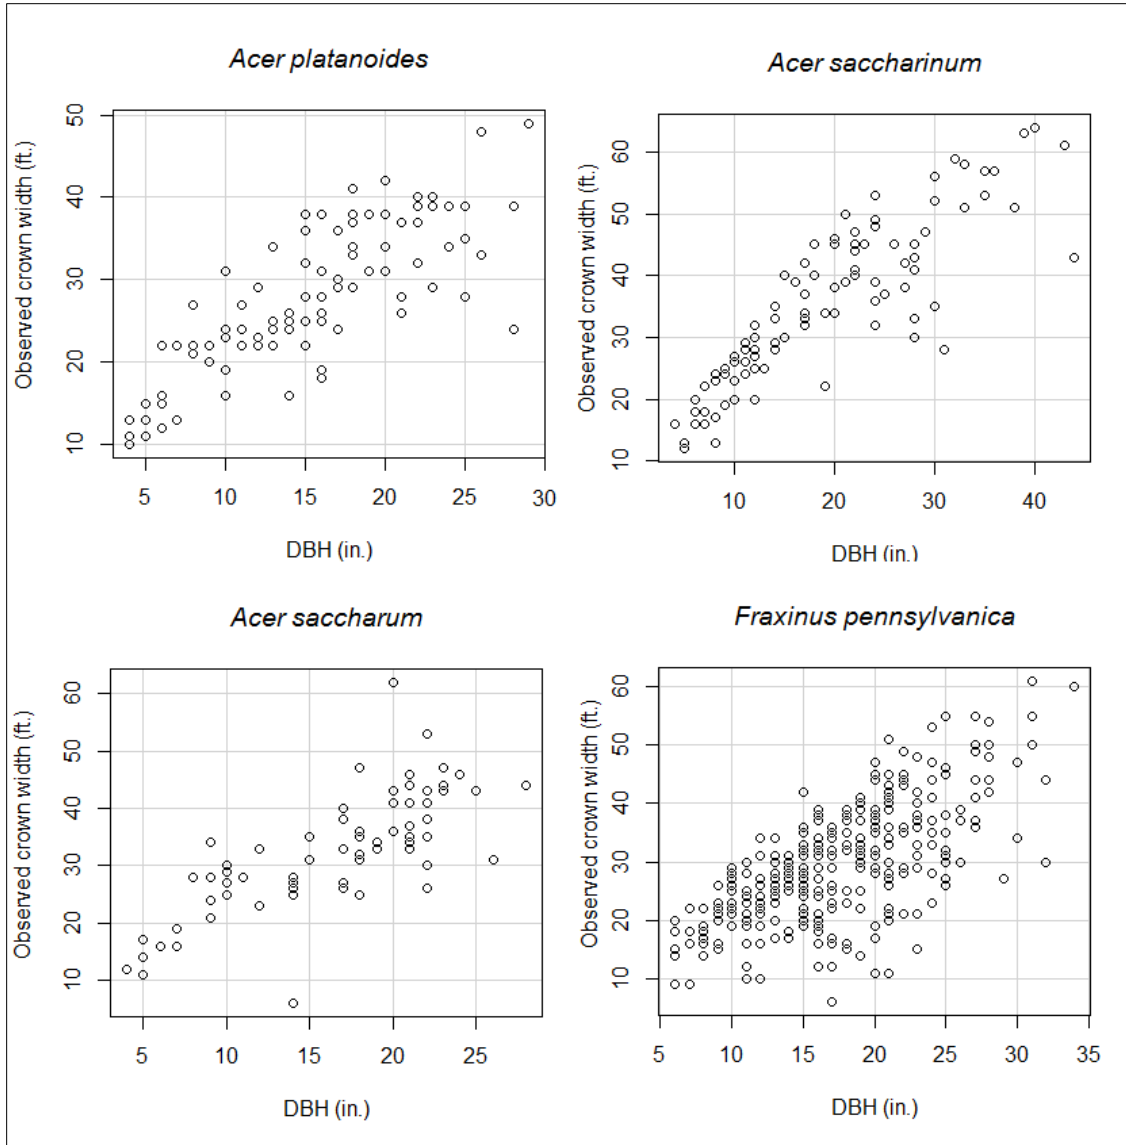 Acer platanoides
Observed crown width (ft.)
50
40
30
20
10
5 10 15 20 25 30
DBH (in.)
Acer saccharinum
Observed crown width (ft.)
60
50
40
30
20
10
10 20 30 40
DBH (in.)
Acer saccharum
Observed crown width (ft.)
60
50
40
30
20
10
5 10 15 20 25
DBH (in.)
Fraxinus pennsylvanica
Observed crown width (ft.)
60
50
40
30
20
10
5 10 15 20 25 30 35
DBH (in.)